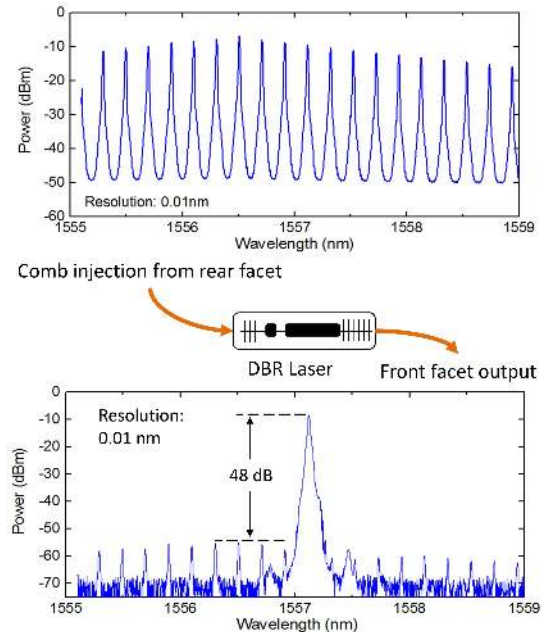 0
-10
-20
-30
-40
-50
-60
Power (dBm)
Resolution: 0.01nm
1555 1556 1557 1558 1559
Wavelength (nm)
Comb injection from rear facet
DBR Laser
Front facet output
0
-10
-20
-30
-40
-50
-60
-70
Power (dBm)
Resolution:
0.01 nm
48 dB
1555 1556 1557 1558 1559
Wavelength (nm)